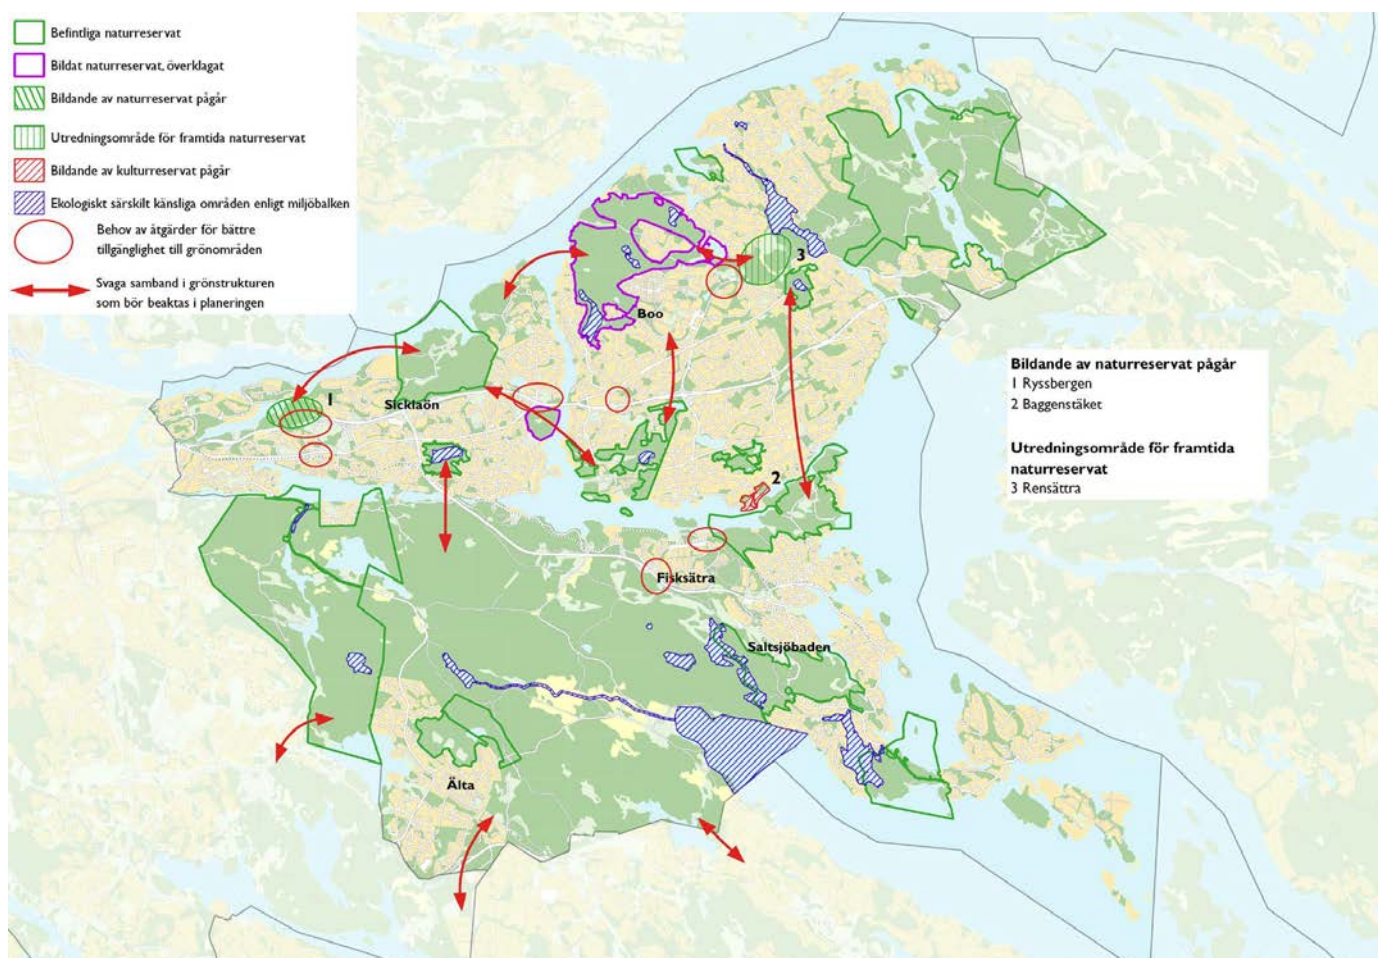 Befintliga naturreservat
Bildat naturreservat, överklagat
Bildande av naturreservat pågår
Utredningsområde för framtida naturreservat
Bildande av kulturreservat pågår
Ekologiskt särskilt känsliga områden enligt miljöbalken
Behov av åtgärder för bättre
tillgänglighet till grönområden
Svaga samband i grönstrukturen
som bör beaktas i planeringen
3
Boo
1
Sicklaön
2
Fisksätra
Saltsjöbaden
Älta
Bildande av naturreservat pågår
1 Ryssbergen
2 Baggenstäket
Utredningsområde för framtida
naturreservat
3 Rensättra